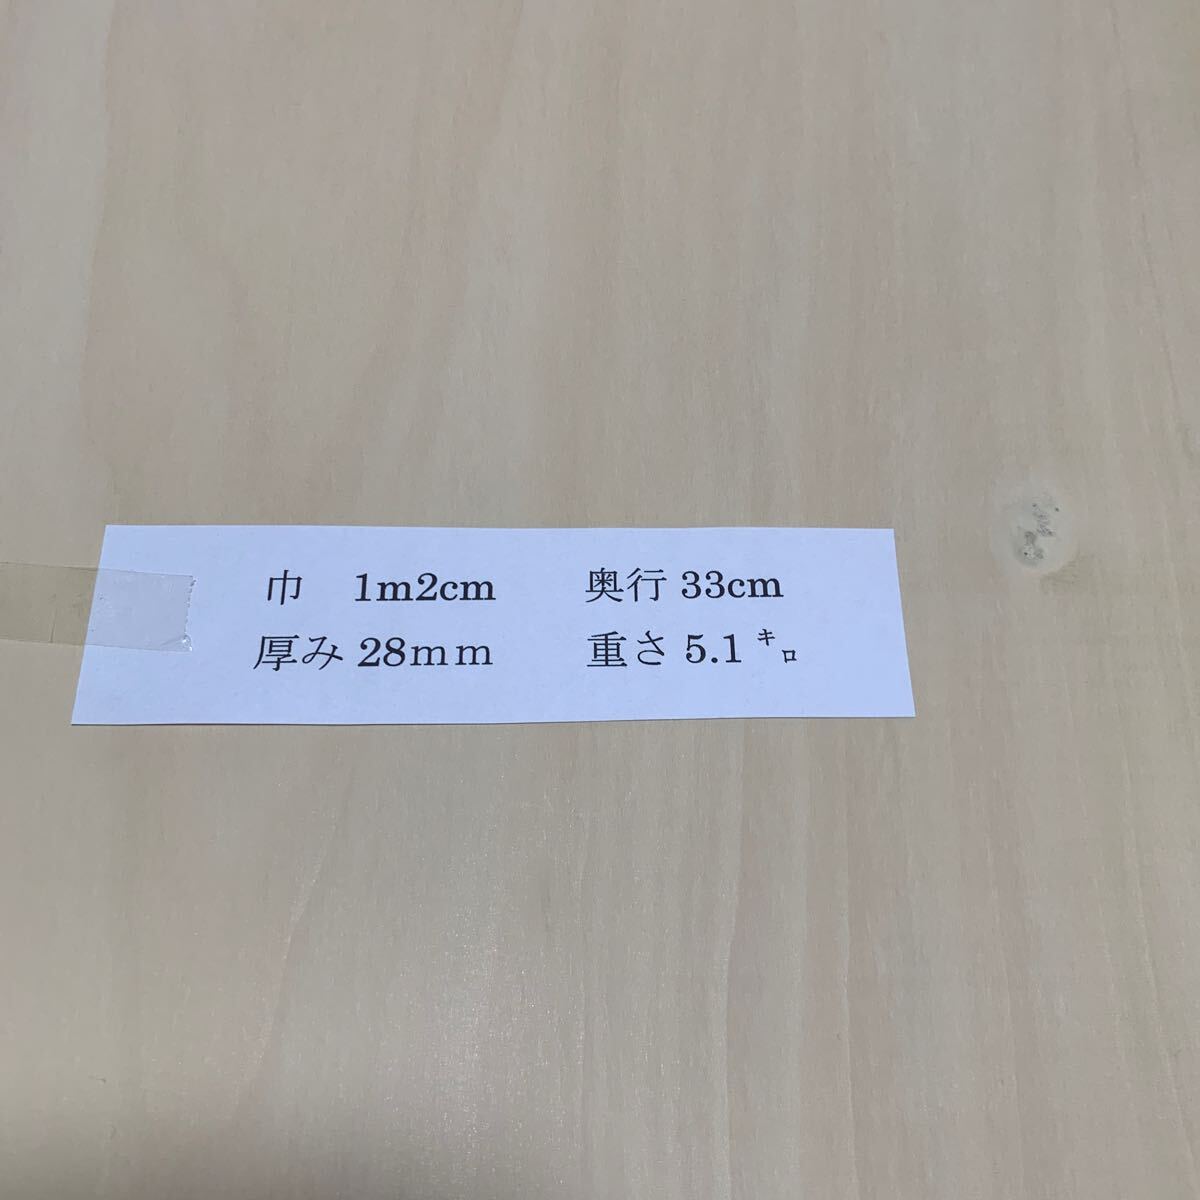 巾　1m2cm　　奥行 33cm
厚み 28ｍｍ　　重さ 5.1 ㌔